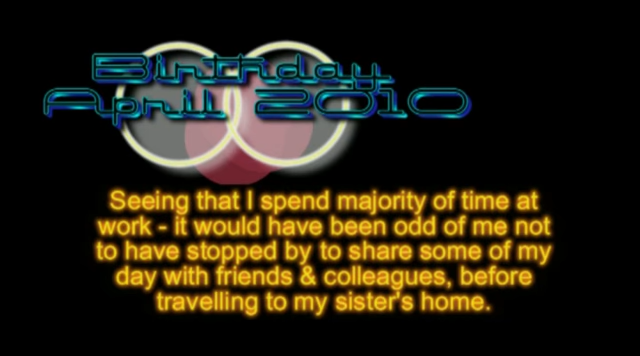 Birthday
April 2010
Seeing that I spend majority of time at
work - it would have been odd of me not
to have stopped by to share some of my
day with friends & colleagues, before
travelling to my sister's home.